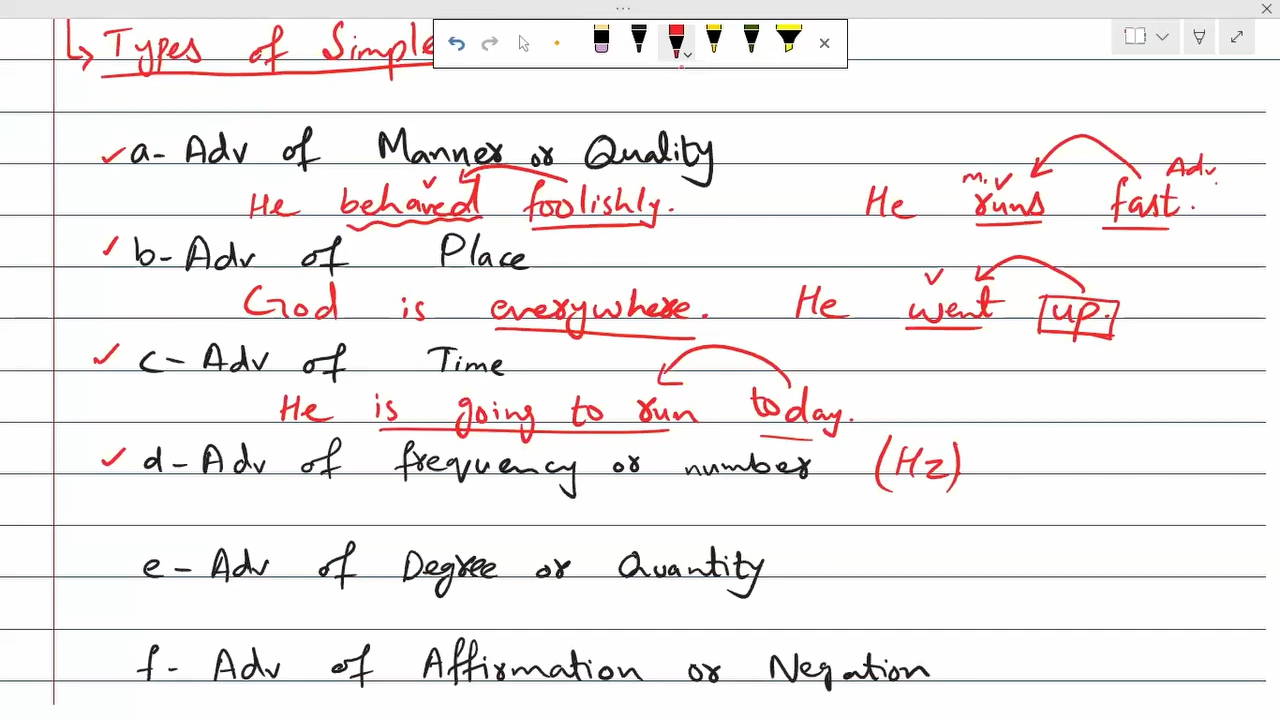 ↳ Types of Simple
✓ a- Adv of Manner or Quality
He behaved foolishly. He runs fast.
v m.v Adv.
✓ b- Adv of Place
God is everywhere. He went up.
v
✓ c- Adv of Time
He is going to run today.
✓ d- Adv of frequency or number (Hz)
e- Adv of Degree or Quantity
f- Adv of Affirmation or Negation